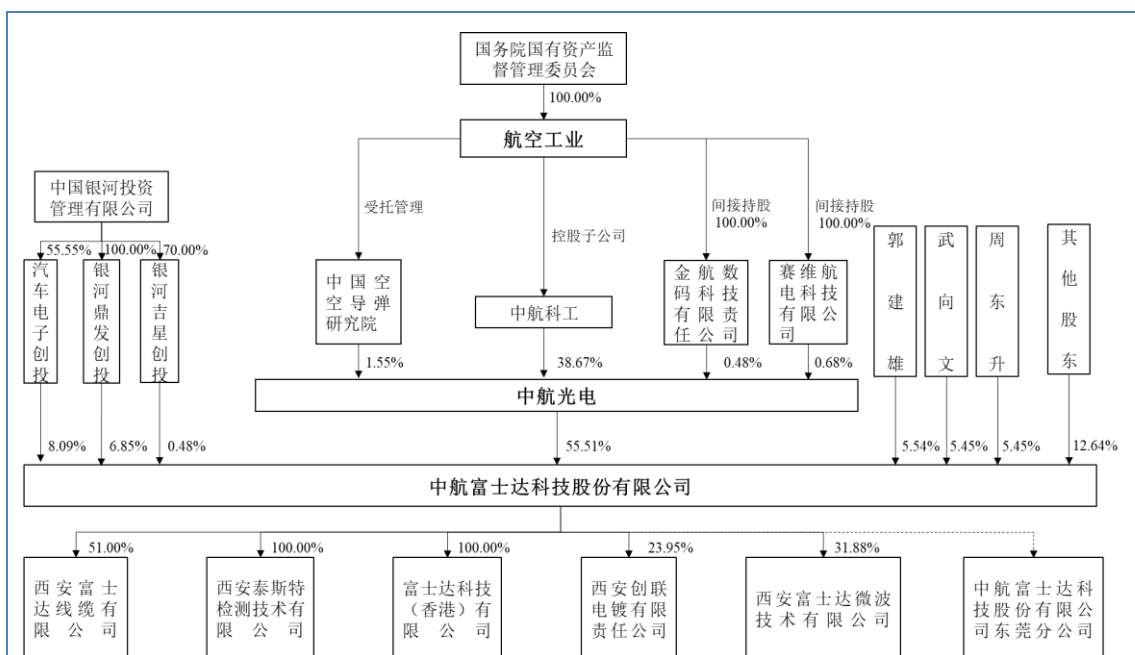 国务院国有资产监
督管理委员会
100.00%
航空工业
中国银河投资
管理有限公司
受托管理
控股子公司
间接持股
100.00%
间接持股
100.00%
55.55%
100.00%
70.00%
汽车电子创投
银河鼎发创投
银河吉星创投
中国空
空导弹
研究院
中航科工
金航数
码科技
有限责
任公司
赛维航
电科技
有限公
司
郭建雄
武向文
周东升
其他股东
1.55%
38.67%
0.48%
0.68%
中航光电
8.09%
6.85%
0.48%
55.51%
5.54%
5.45%
5.45%
12.64%
中航富士达科技股份有限公司
51.00%
100.00%
100.00%
23.95%
31.88%
西安富士
达线缆有
限公司
西安泰斯特
检测技术有
限公司
富士达科技
（香港）有
限公司
西安创联
电镀有限
责任公司
西安富士达微波
技术有限公司
中航富士达科
技股份有限公
司东莞分公司